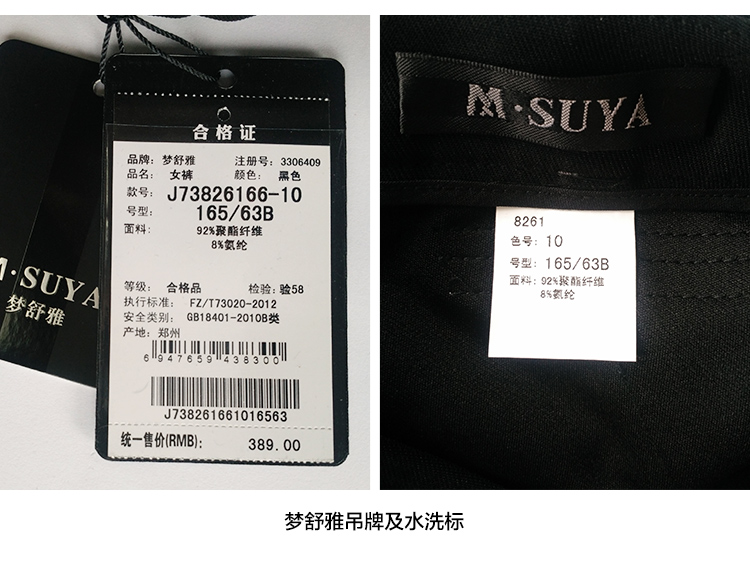 合格证
品牌: 梦舒雅 注册号: 3306409
品名: 女裤 颜色: 黑色
款号: J73826166-10
号型: 165/63B
面料: 92%聚酯纤维
8%氨纶
等级: 合格品 检验: 验58
执行标准: FZ/T73020-2012
安全类别: GB18401-2010B类
产地: 郑州
6 947659 438300
J738261661016563
统一售价(RMB): 389.00
M·SUYA
梦舒雅
M·SUYA
8261
色号: 10
号型: 165/63B
面料: 92%聚酯纤维
8%氨纶
梦舒雅吊牌及水洗标